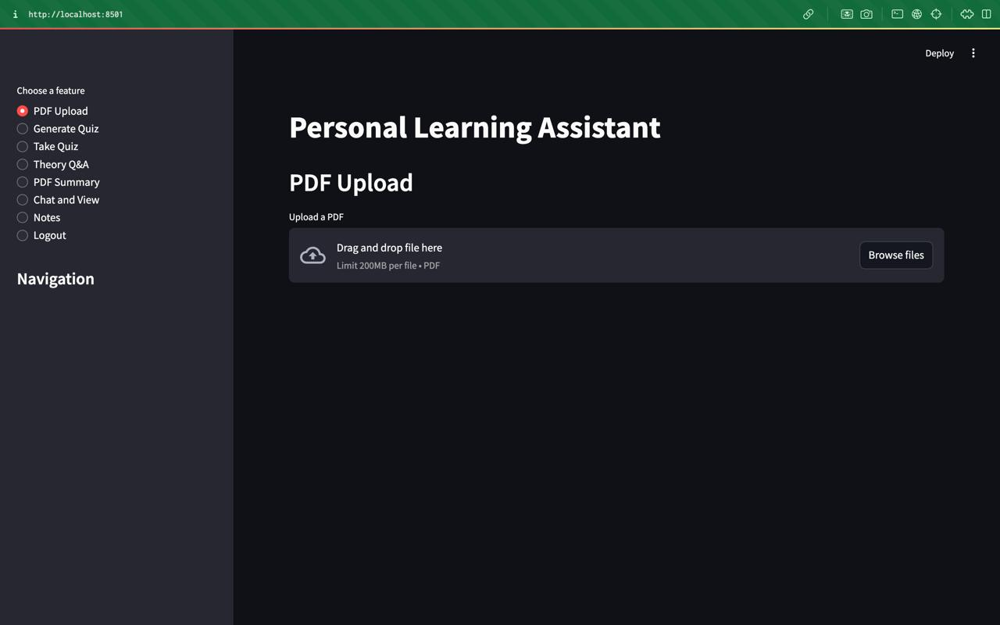 i http://localhost:8501
Deploy
Choose a feature
PDF Upload
Generate Quiz
Take Quiz
Theory Q&A
PDF Summary
Chat and View
Notes
Logout
Navigation
Personal Learning Assistant
PDF Upload
Upload a PDF
Drag and drop file here
Limit 200MB per file • PDF
Browse files